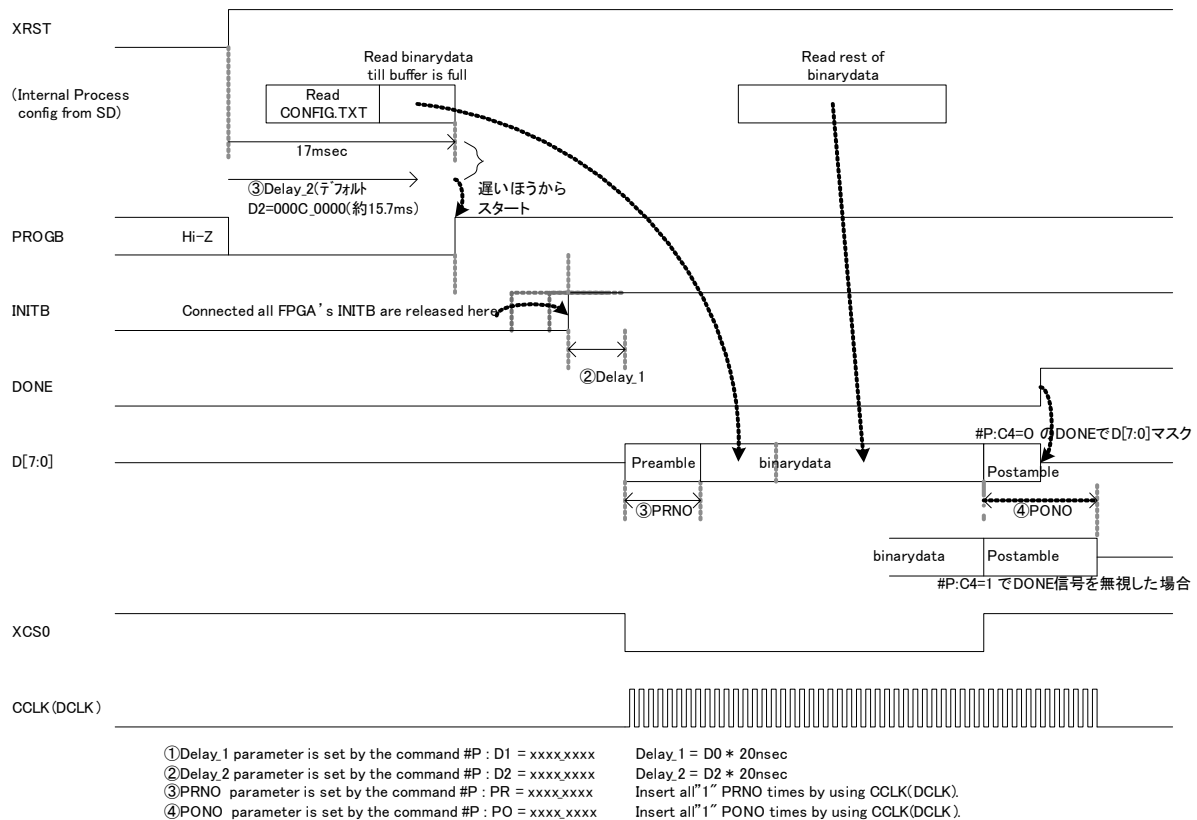 XRST
Read binarydata
till buffer is full
Read rest of
binarydata
(Internal Process
config from SD)
Read
CONFIG.TXT
17msec
③Delay_2(デフォルト
D2=000C_0000(約15.7ms)
遅いほうから
スタート
PROGB
Hi-Z
INITB
Connected all FPGA's INITB are released here
②Delay_1
DONE
#P:C4=0 のDONEでD[7:0]マスク
D[7:0]
Preamble
binarydata
Postamble
③PRNO
④PONO
binarydata
Postamble
#P:C4=1 でDONE信号を無視した場合
XCS0
CCLK(DCLK)
①Delay_1 parameter is set by the command #P : D1 = xxxx_xxxx Delay_1 = D0 * 20nsec
②Delay_2 parameter is set by the command #P : D2 = xxxx_xxxx Delay_2 = D2 * 20nsec
③PRNO parameter is set by the command #P : PR = xxxx_xxxx Insert all"1" PRNO times by using CCLK(DCLK).
④PONO parameter is set by the command #P : PO = xxxx_xxxx Insert all"1" PONO times by using CCLK(DCLK).